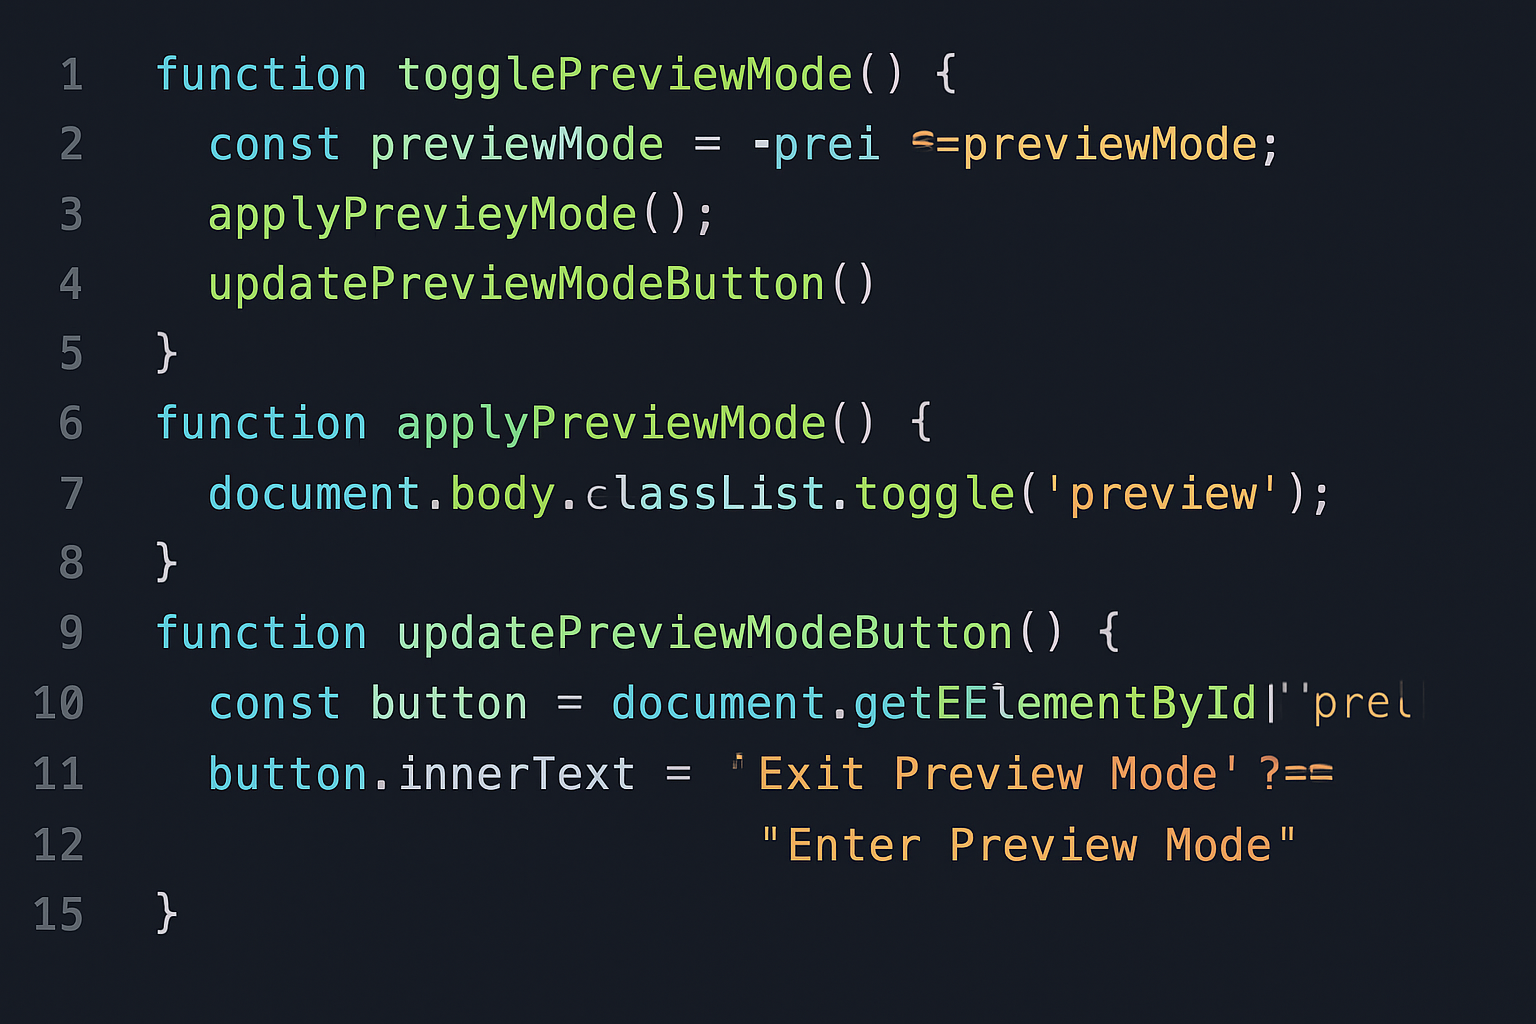 1 function togglePreviewMode() {
2 const previewMode = -prei =previewMode;
3 applyPrevieyMode();
4 updatePreviewModeButton()
5 }
6 function applyPreviewMode() {
7 document.body.classList.toggle('preview');
8 }
9 function updatePreviewModeButton() {
10 const button = document.getEElementById|
11 button.innerText = 'Exit Preview Mode' ?==
12 "Enter Preview Mode"
15 }